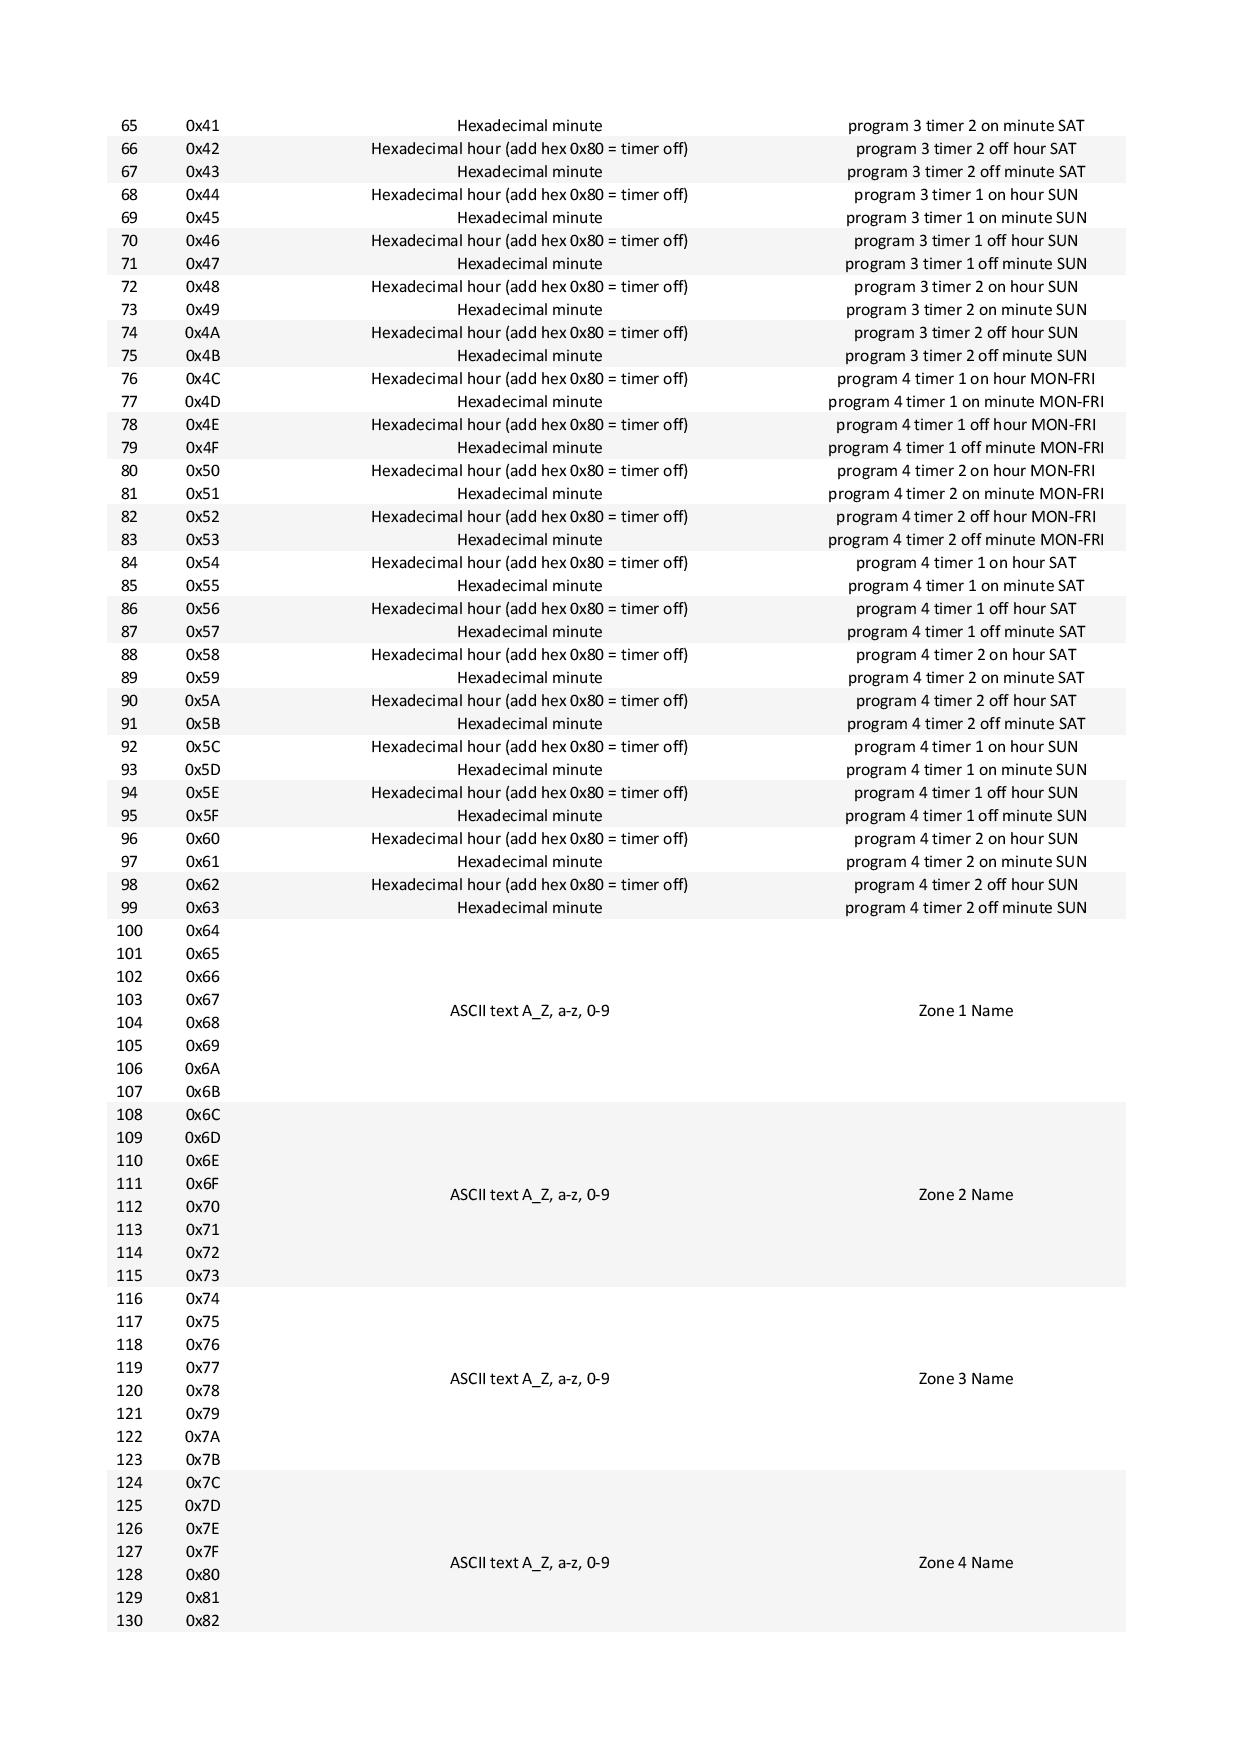 65 0x41 Hexadecimal minute program 3 timer 2 on minute SAT
66 0x42 Hexadecimal hour (add hex 0x80 = timer off) program 3 timer 2 off hour SAT
67 0x43 Hexadecimal minute program 3 timer 2 off minute SAT
68 0x44 Hexadecimal hour (add hex 0x80 = timer off) program 3 timer 1 on hour SUN
69 0x45 Hexadecimal minute program 3 timer 1 on minute SUN
70 0x46 Hexadecimal hour (add hex 0x80 = timer off) program 3 timer 1 off hour SUN
71 0x47 Hexadecimal minute program 3 timer 1 off minute SUN
72 0x48 Hexadecimal hour (add hex 0x80 = timer off) program 3 timer 2 on hour SUN
73 0x49 Hexadecimal minute program 3 timer 2 on minute SUN
74 0x4A Hexadecimal hour (add hex 0x80 = timer off) program 3 timer 2 off hour SUN
75 0x4B Hexadecimal minute program 3 timer 2 off minute SUN
76 0x4C Hexadecimal hour (add hex 0x80 = timer off) program 4 timer 1 on hour MON-FRI
77 0x4D Hexadecimal minute program 4 timer 1 on minute MON-FRI
78 0x4E Hexadecimal hour (add hex 0x80 = timer off) program 4 timer 1 off hour MON-FRI
79 0x4F Hexadecimal minute program 4 timer 1 off minute MON-FRI
80 0x50 Hexadecimal hour (add hex 0x80 = timer off) program 4 timer 2 on hour MON-FRI
81 0x51 Hexadecimal minute program 4 timer 2 on minute MON-FRI
82 0x52 Hexadecimal hour (add hex 0x80 = timer off) program 4 timer 2 off hour MON-FRI
83 0x53 Hexadecimal minute program 4 timer 2 off minute MON-FRI
84 0x54 Hexadecimal hour (add hex 0x80 = timer off) program 4 timer 1 on hour SAT
85 0x55 Hexadecimal minute program 4 timer 1 on minute SAT
86 0x56 Hexadecimal hour (add hex 0x80 = timer off) program 4 timer 1 off hour SAT
87 0x57 Hexadecimal minute program 4 timer 1 off minute SAT
88 0x58 Hexadecimal hour (add hex 0x80 = timer off) program 4 timer 2 on hour SAT
89 0x59 Hexadecimal minute program 4 timer 2 on minute SAT
90 0x5A Hexadecimal hour (add hex 0x80 = timer off) program 4 timer 2 off hour SAT
91 0x5B Hexadecimal minute program 4 timer 2 off minute SAT
92 0x5C Hexadecimal hour (add hex 0x80 = timer off) program 4 timer 1 on hour SUN
93 0x5D Hexadecimal minute program 4 timer 1 on minute SUN
94 0x5E Hexadecimal hour (add hex 0x80 = timer off) program 4 timer 1 off hour SUN
95 0x5F Hexadecimal minute program 4 timer 1 off minute SUN
96 0x60 Hexadecimal hour (add hex 0x80 = timer off) program 4 timer 2 on hour SUN
97 0x61 Hexadecimal minute program 4 timer 2 on minute SUN
98 0x62 Hexadecimal hour (add hex 0x80 = timer off) program 4 timer 2 off hour SUN
99 0x63 Hexadecimal minute program 4 timer 2 off minute SUN
100 0x64
101 0x65
102 0x66
103 0x67
ASCII text A_Z, a-z, 0-9 Zone 1 Name
104 0x68
105 0x69
106 0x6A
107 0x6B
108 0x6C
109 0x6D
110 0x6E
111 0x6F
ASCII text A_Z, a-z, 0-9 Zone 2 Name
112 0x70
113 0x71
114 0x72
115 0x73
116 0x74
117 0x75
118 0x76
119 0x77
ASCII text A_Z, a-z, 0-9 Zone 3 Name
120 0x78
121 0x79
122 0x7A
123 0x7B
124 0x7C
125 0x7D
126 0x7E
127 0x7F
ASCII text A_Z, a-z, 0-9 Zone 4 Name
128 0x80
129 0x81
130 0x82